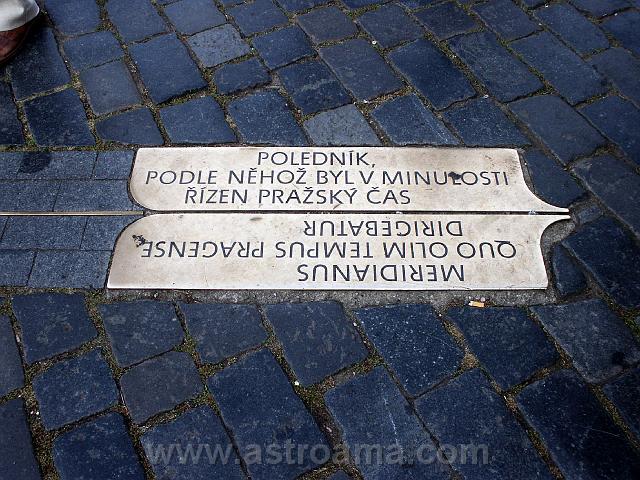 POLEDNÍK,
PODLE NĚHOŽ BYL V MINULOSTI
ŘÍZEN PRAŽSKÝ ČAS
MERIDIANUS
QUO OLIM TEMPUS PRAGENSE
DIRIGEBATUR
www.astroama.com